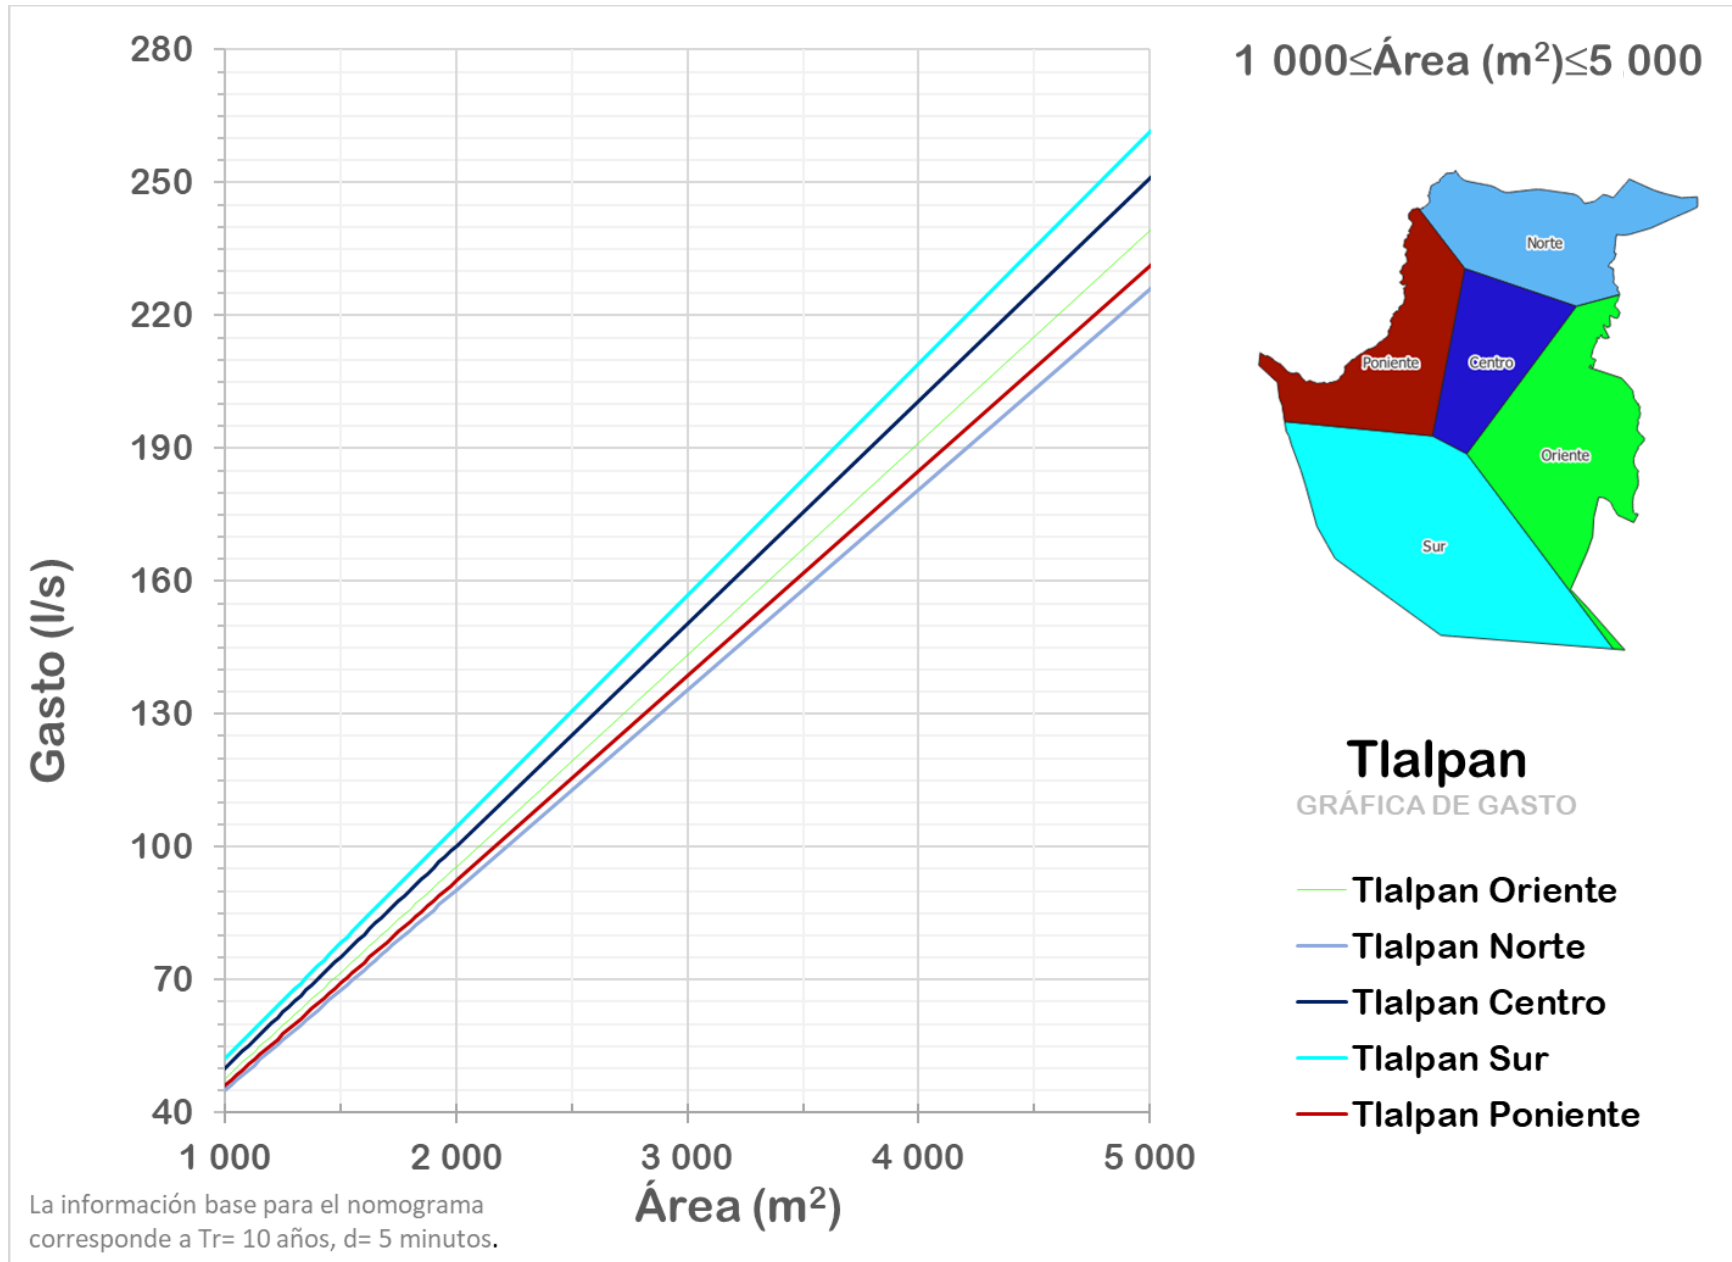 1 000≤Área (m²)≤5 000
280
250
220
190
160
130
100
70
40
Gasto (l/s)
1 000 2 000 3 000 4 000 5 000
Área (m²)
La información base para el nomograma
corresponde a Tr= 10 años, d= 5 minutos.
Norte
Poniente
Centro
Oriente
Sur
Tlalpan
GRÁFICA DE GASTO
Tlalpan Oriente
Tlalpan Norte
Tlalpan Centro
Tlalpan Sur
Tlalpan Poniente